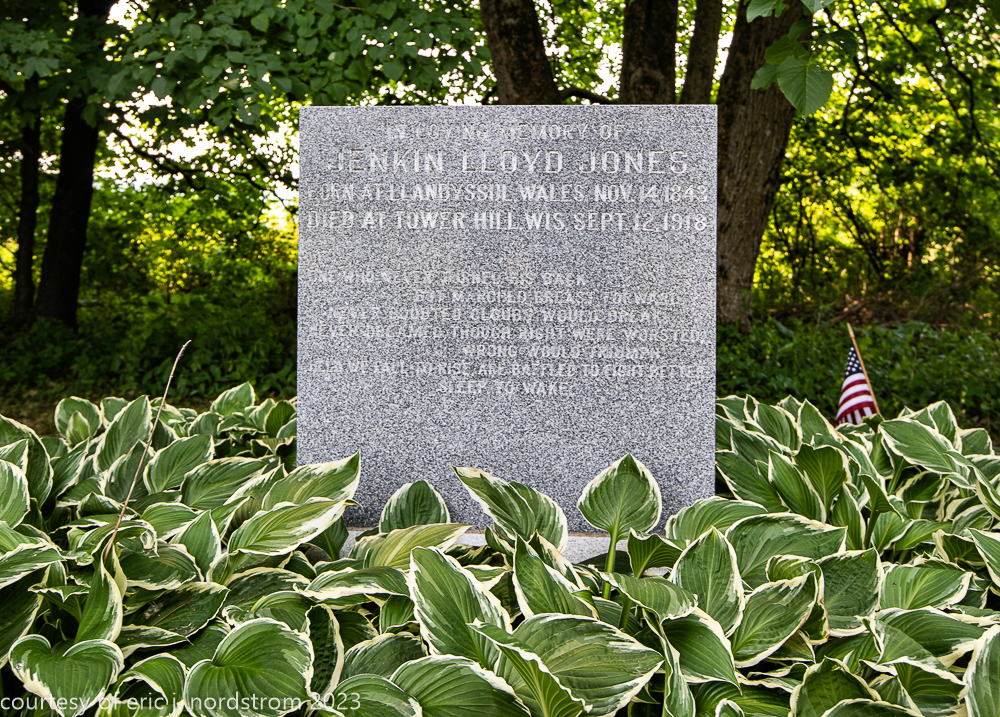 IN LOVING MEMORY OF
JENKIN LLOYD JONES
BORN AT LLANDYSSUL, WALES, NOV. 14, 1843
DIED AT TOWER HILL, WIS. SEPT. 12, 1918
ONE WHO NEVER TURNED HIS BACK
BUT MARCHED BREAST FORWARD,
NEVER DOUBTED CLOUDS WOULD BREAK,
NEVER DREAMED, THOUGH RIGHT WERE WORSTED,
WRONG WOULD TRIUMPH,
HELD WE FALL TO RISE, ARE BAFFLED TO FIGHT BETTER,
SLEEP TO WAKE.
courtesy of eric j. nordstrom 2023